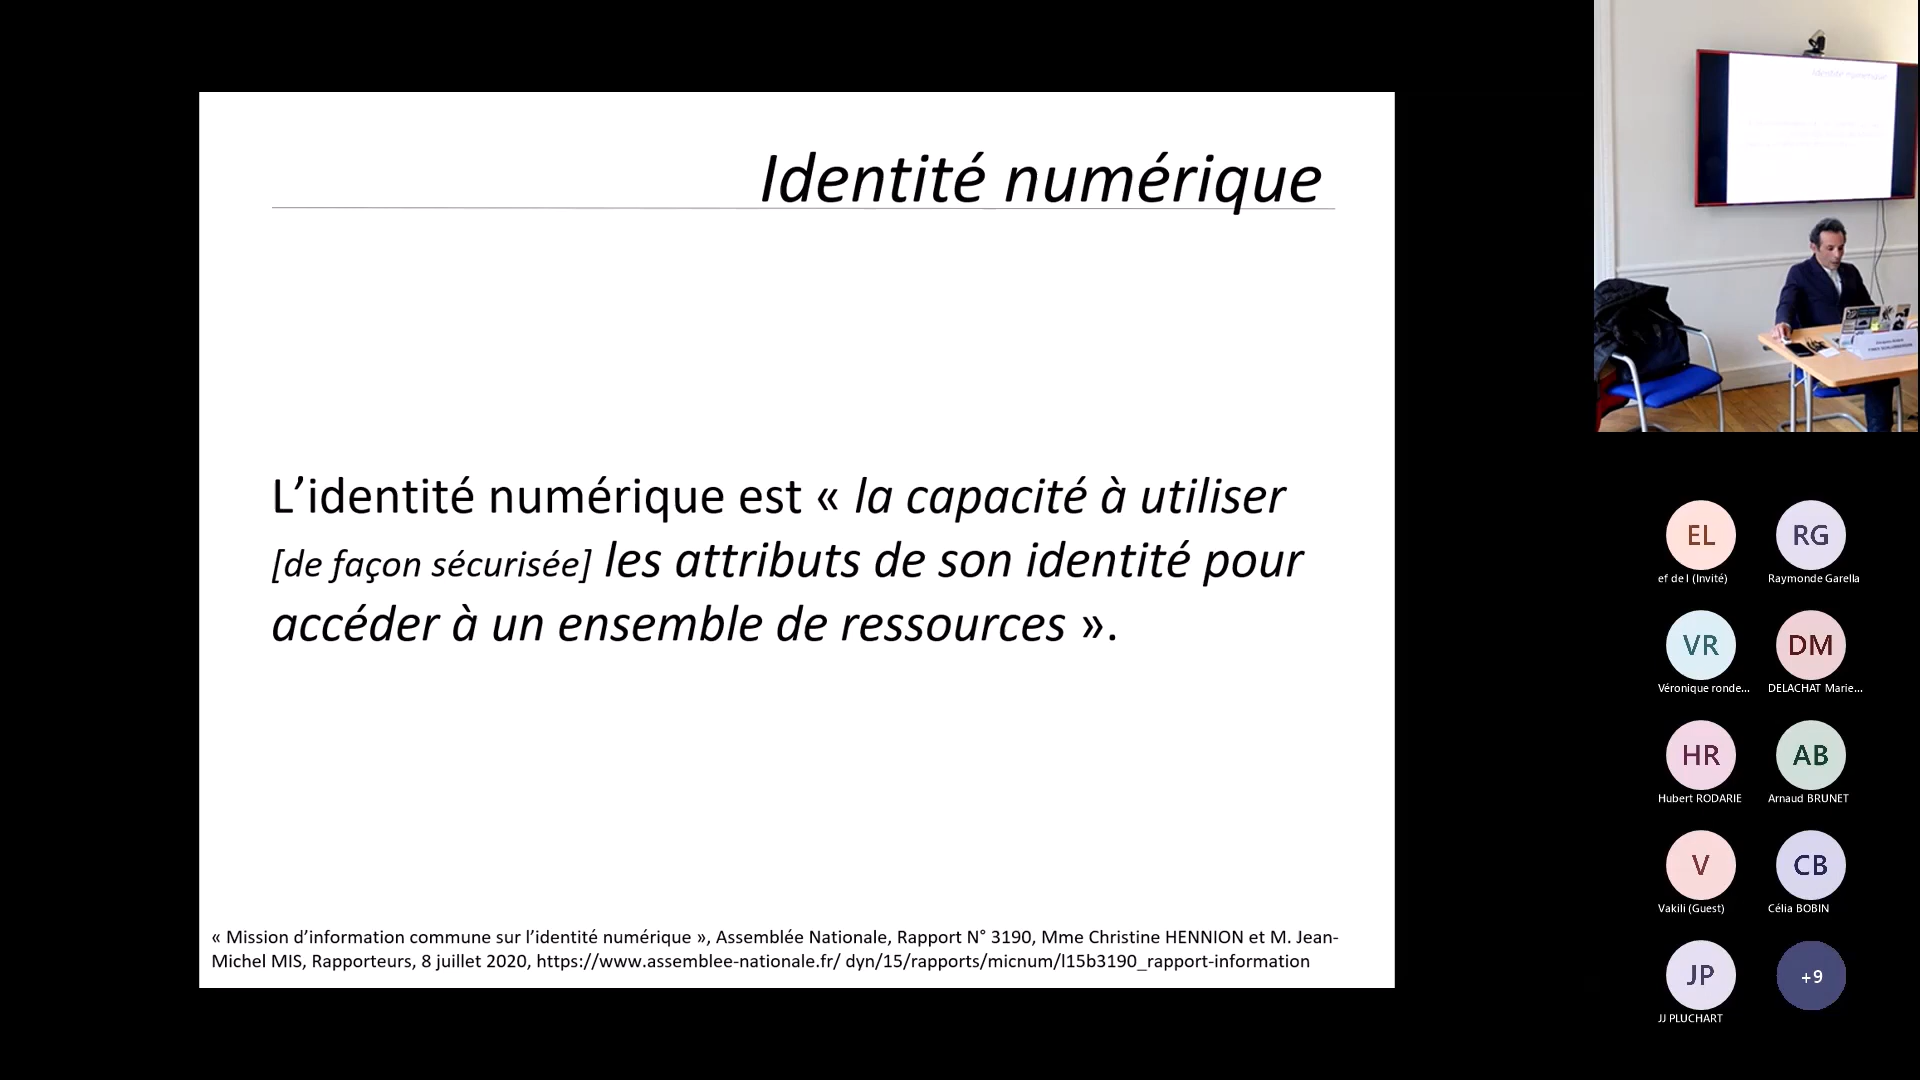 Identité numérique
L’identité numérique est « la capacité à utiliser
[de façon sécurisée] les attributs de son identité pour
accéder à un ensemble de ressources ».
« Mission d’information commune sur l’identité numérique », Assemblée Nationale, Rapport N° 3190, Mme Christine HENNION et M. Jean-
Michel MIS, Rapporteurs, 8 juillet 2020, https://www.assemblee-nationale.fr/ dyn/15/rapports/micnum/l15b3190_rapport-information
Identité numérique
EL
RG
ef de l (Invité)
Raymonde Garella
VR
DM
Véronique ronde...
DELACHAT Marie...
HR
AB
Hubert RODARIE
Arnaud BRUNET
V
CB
Vakili (Guest)
Célia BOBIN
JP
+9
JJ PLUCHART